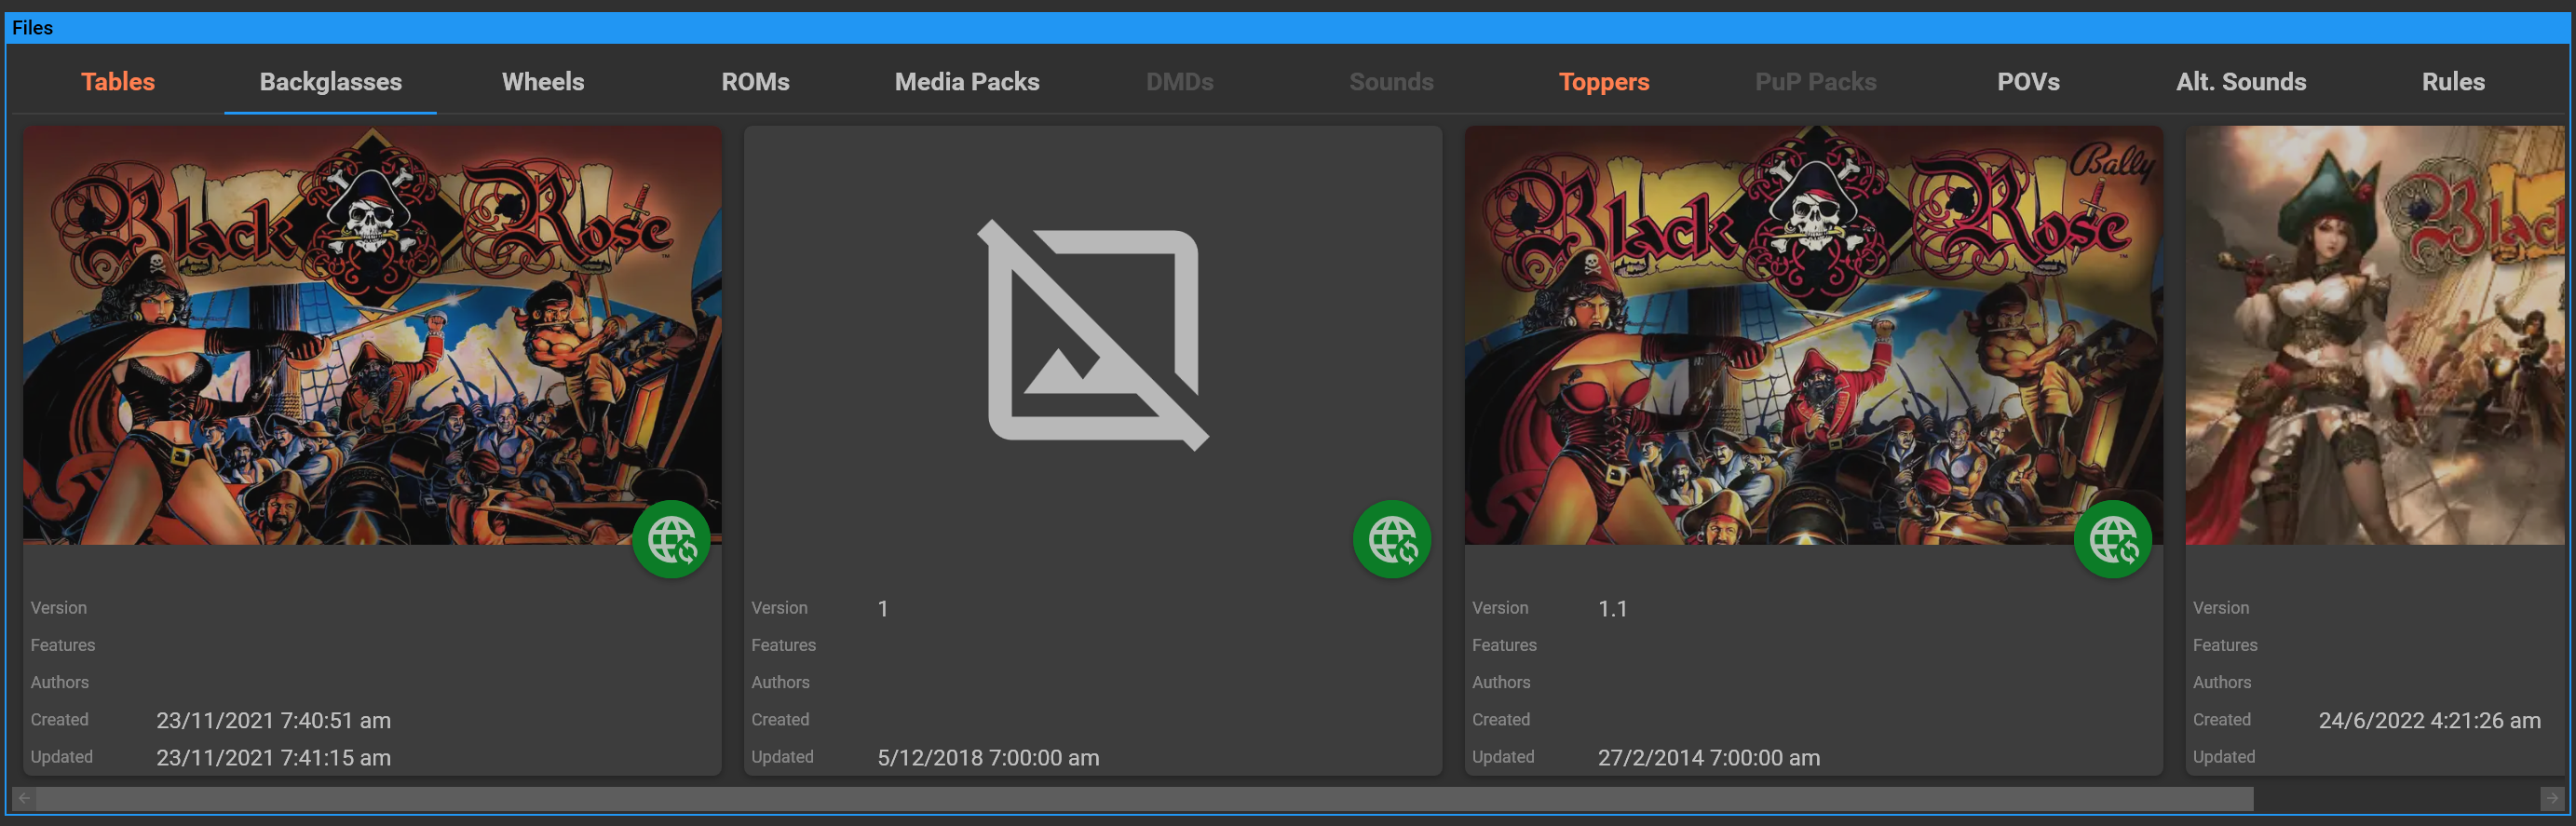 Files
Tables Backglasses Wheels ROMs Media Packs DMDs Sounds Toppers PuP Packs POVs Alt. Sounds Rules
Black Rose
™
Version
Features
Authors
Created 23/11/2021 7:40:51 am
Updated 23/11/2021 7:41:15 am
Version 1
Features
Authors
Created
Updated 5/12/2018 7:00:00 am
Bally
Black Rose
™
Version 1.1
Features
Authors
Created
Updated 27/2/2014 7:00:00 am
Blac
Version
Features
Authors
Created 24/6/2022 4:21:26 am
Updated